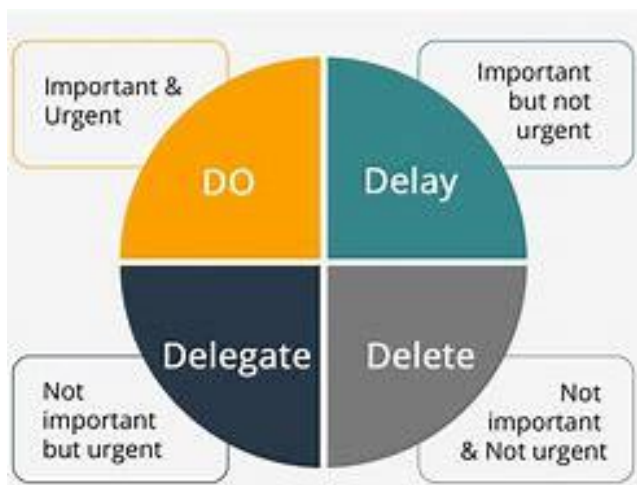 Important &
Urgent
DO
Delay
Important
but not
urgent
Delegate
Delete
Not
important
but urgent
Not
important
& Not urgent